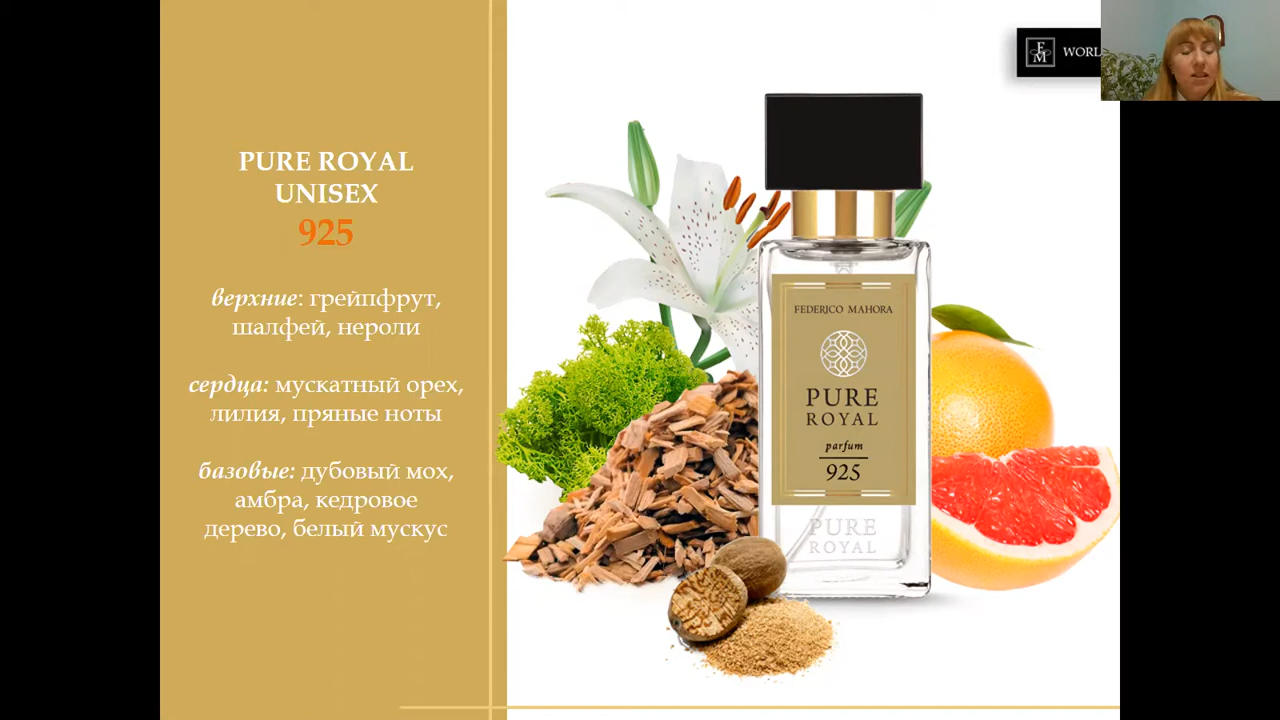 PURE ROYAL
UNISEX
925
верхние: грейпфрут,
шалфей, нероли
сердца: мускатный орех,
лилия, пряные ноты
базовые: дубовый мох,
амбра, кедровое
дерево, белый мускус
FM
FEDERICO MAHORA
PURE
ROYAL
parfum
925
PURE
ROYAL